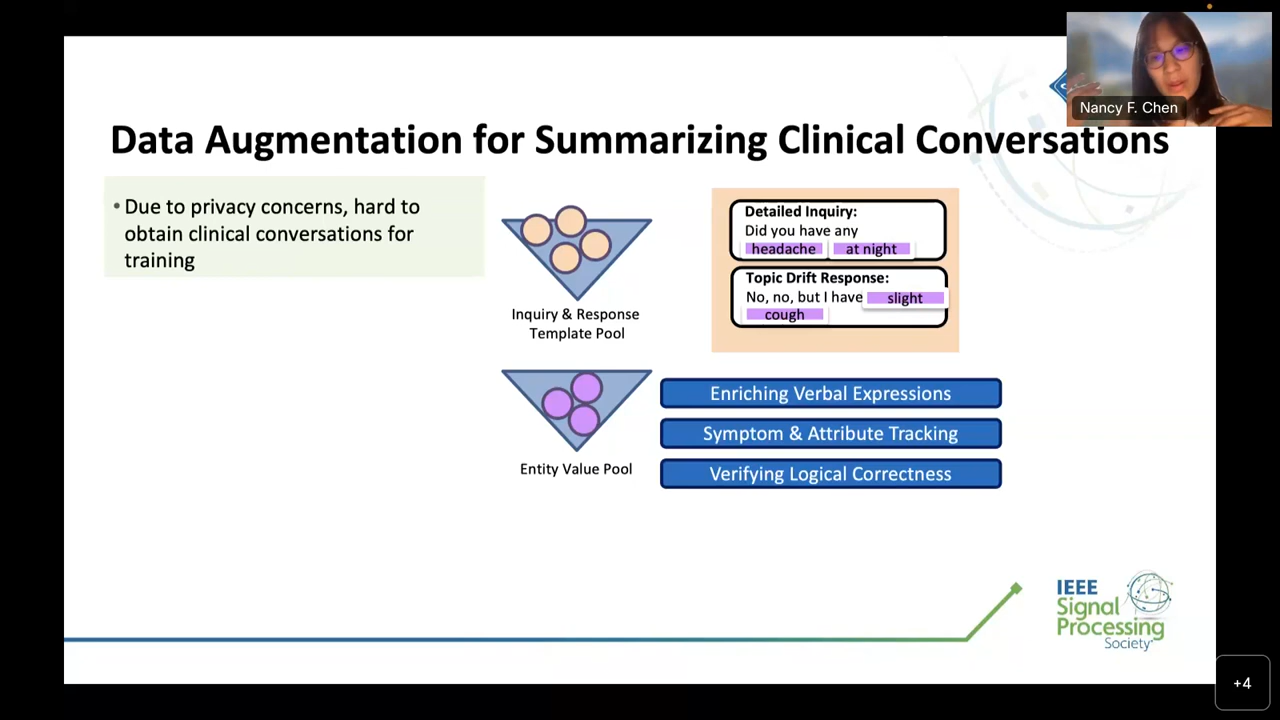 Nancy F. Chen
Data Augmentation for Summarizing Clinical Conversations
• Due to privacy concerns, hard to
obtain clinical conversations for
training
Inquiry & Response
Template Pool
Detailed Inquiry:
Did you have any
headache at night
Topic Drift Response:
No, no, but I have slight
cough
Entity Value Pool
Enriching Verbal Expressions
Symptom & Attribute Tracking
Verifying Logical Correctness
IEEE
Signal
Processing
Society
+4